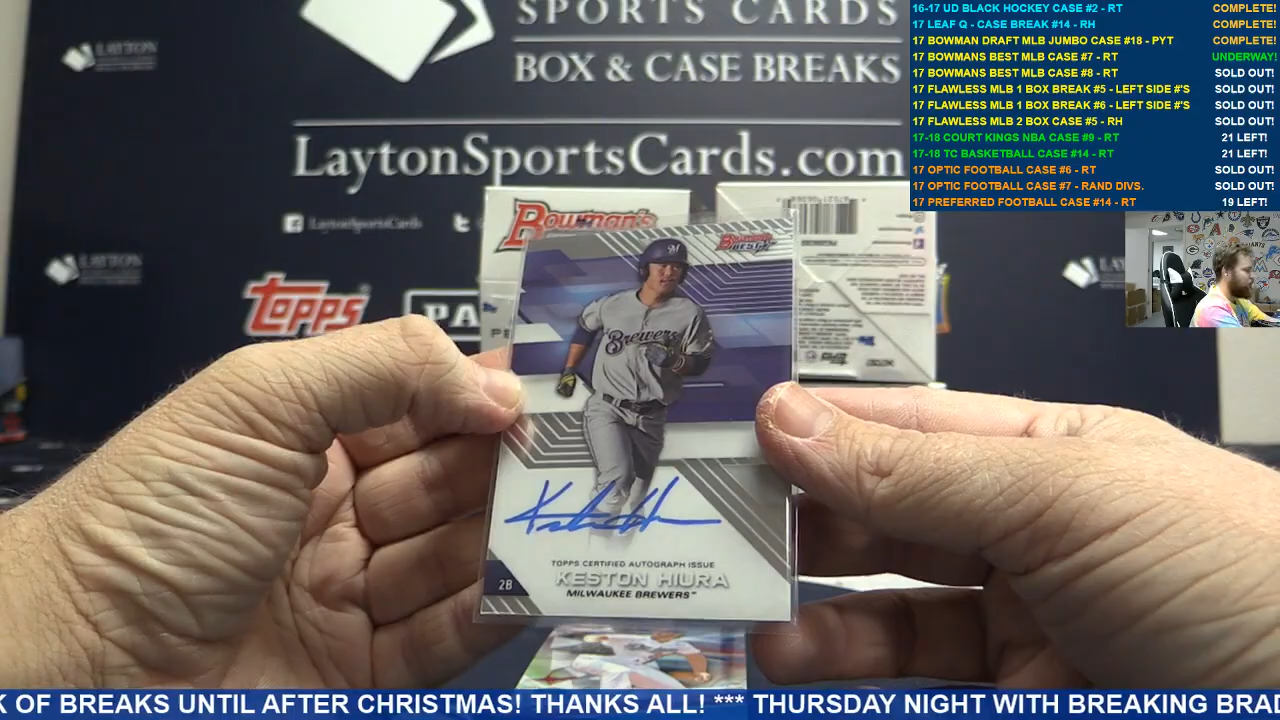 SPORTS CARDS
BOX & CASE BREAKS
LaytonSportsCards.com
LaytonSportsCards
LAYTON
LAYTON
TOPPS
PA
Bowman's
Bowman's
BEST
Brewers
M
TOPPS CERTIFIED AUTOGRAPH ISSUE
2B
KESTON HIURA
MILWAUKEE BREWERS™
16-17 UD BLACK HOCKEY CASE #2 - RT COMPLETE!
17 LEAF Q - CASE BREAK #14 - RH COMPLETE!
17 BOWMAN DRAFT MLB JUMBO CASE #18 - PYT COMPLETE!
17 BOWMANS BEST MLB CASE #7 - RT UNDERWAY!
17 BOWMANS BEST MLB CASE #8 - RT SOLD OUT!
17 FLAWLESS MLB 1 BOX BREAK #5 - LEFT SIDE #'S SOLD OUT!
17 FLAWLESS MLB 1 BOX BREAK #6 - LEFT SIDE #'S SOLD OUT!
17 FLAWLESS MLB 2 BOX CASE #5 - RH SOLD OUT!
17-18 COURT KINGS NBA CASE #9 - RT 21 LEFT!
17-18 TC BASKETBALL CASE #14 - RT 21 LEFT!
17 OPTIC FOOTBALL CASE #6 - RT SOLD OUT!
17 OPTIC FOOTBALL CASE #7 - RAND DIVS. SOLD OUT!
17 PREFERRED FOOTBALL CASE #14 - RT 19 LEFT!
K OF BREAKS UNTIL AFTER CHRISTMAS! THANKS ALL! *** THURSDAY NIGHT WITH BREAKING BRAD